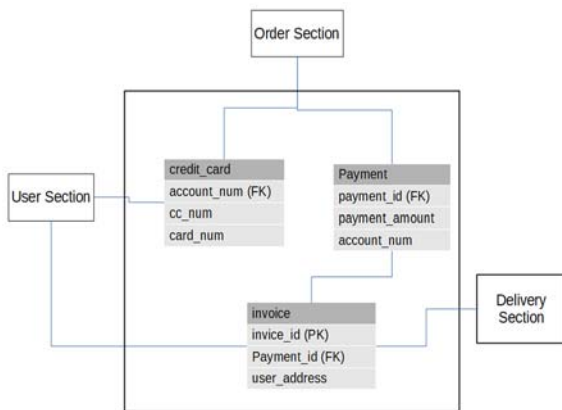 Order Section
credit_card
account_num (FK)
cc_num
card_num
Payment
payment_id (FK)
payment_amount
account_num
User Section
invoice
invice_id (PK)
Payment_id (FK)
user_address
Delivery
Section